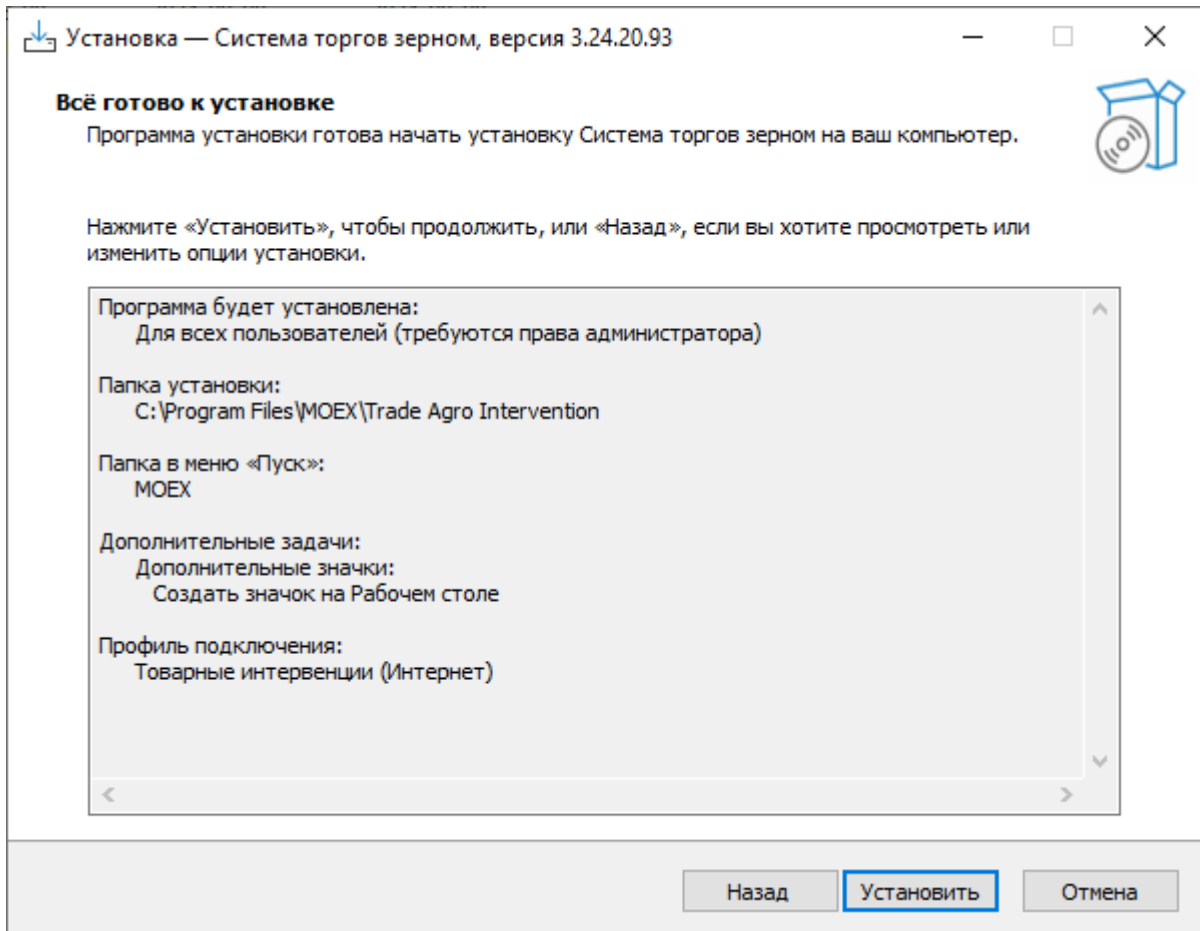 Установка — Система торгов зерном, версия 3.24.20.93
Всё готово к установке
Программа установки готова начать установку Система торгов зерном на ваш компьютер.
Нажмите «Установить», чтобы продолжить, или «Назад», если вы хотите просмотреть или
изменить опции установки.
Программа будет установлена:
Для всех пользователей (требуются права администратора)
Папка установки:
C:\Program Files\MOEX\Trade Agro Intervention
Папка в меню «Пуск»:
MOEX
Дополнительные задачи:
Дополнительные значки:
Создать значок на Рабочем столе
Профиль подключения:
Товарные интервенции (Интернет)
Назад
Установить
Отмена